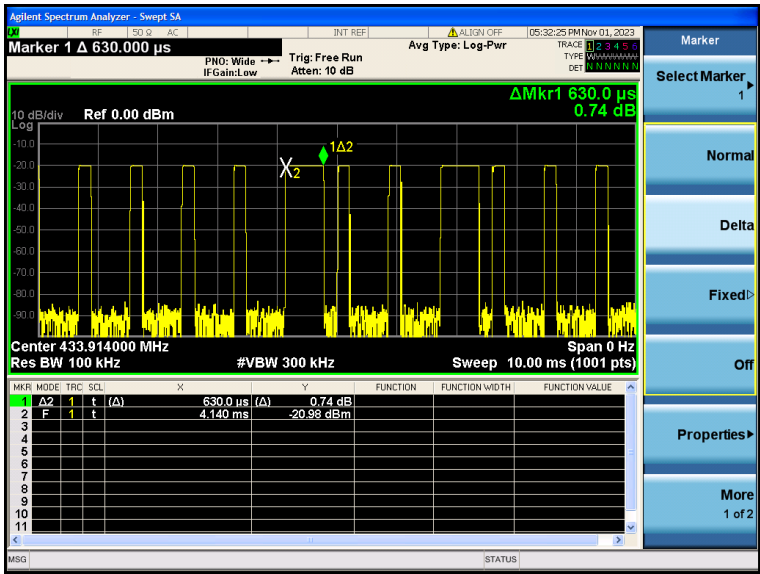 Agilent Spectrum Analyzer - Swept SA
LXI RF 50 Ω AC INT REF ALIGN OFF 05:32:25 PM Nov 01, 2023
Marker 1 Δ 630.000 µs
PNO: Wide
IFGain:Low
Trig: Free Run
Atten: 10 dB
Avg Type: Log-Pwr
TRACE 1 2 3 4 5 6
TYPE W
DET N N N N N N
ΔMkr1 630.0 µs
0.74 dB
10 dB/div Ref 0.00 dBm
Log
-10.0
-20.0
-30.0
-40.0
-50.0
-60.0
-70.0
-80.0
-90.0
1Δ2
X2
Center 433.914000 MHz Span 0 Hz
Res BW 100 kHz #VBW 300 kHz Sweep 10.00 ms (1001 pts)
MKR MODE TRC SCL X Y FUNCTION FUNCTION WIDTH FUNCTION VALUE
1 Δ2 1 t (Δ) 630.0 µs (Δ) 0.74 dB
2 F 1 t 4.140 ms -20.98 dBm
3
4
5
6
7
8
9
10
11
MSG STATUS
Marker
Select Marker
1
Normal
Delta
Fixed
Off
Properties
More
1 of 2